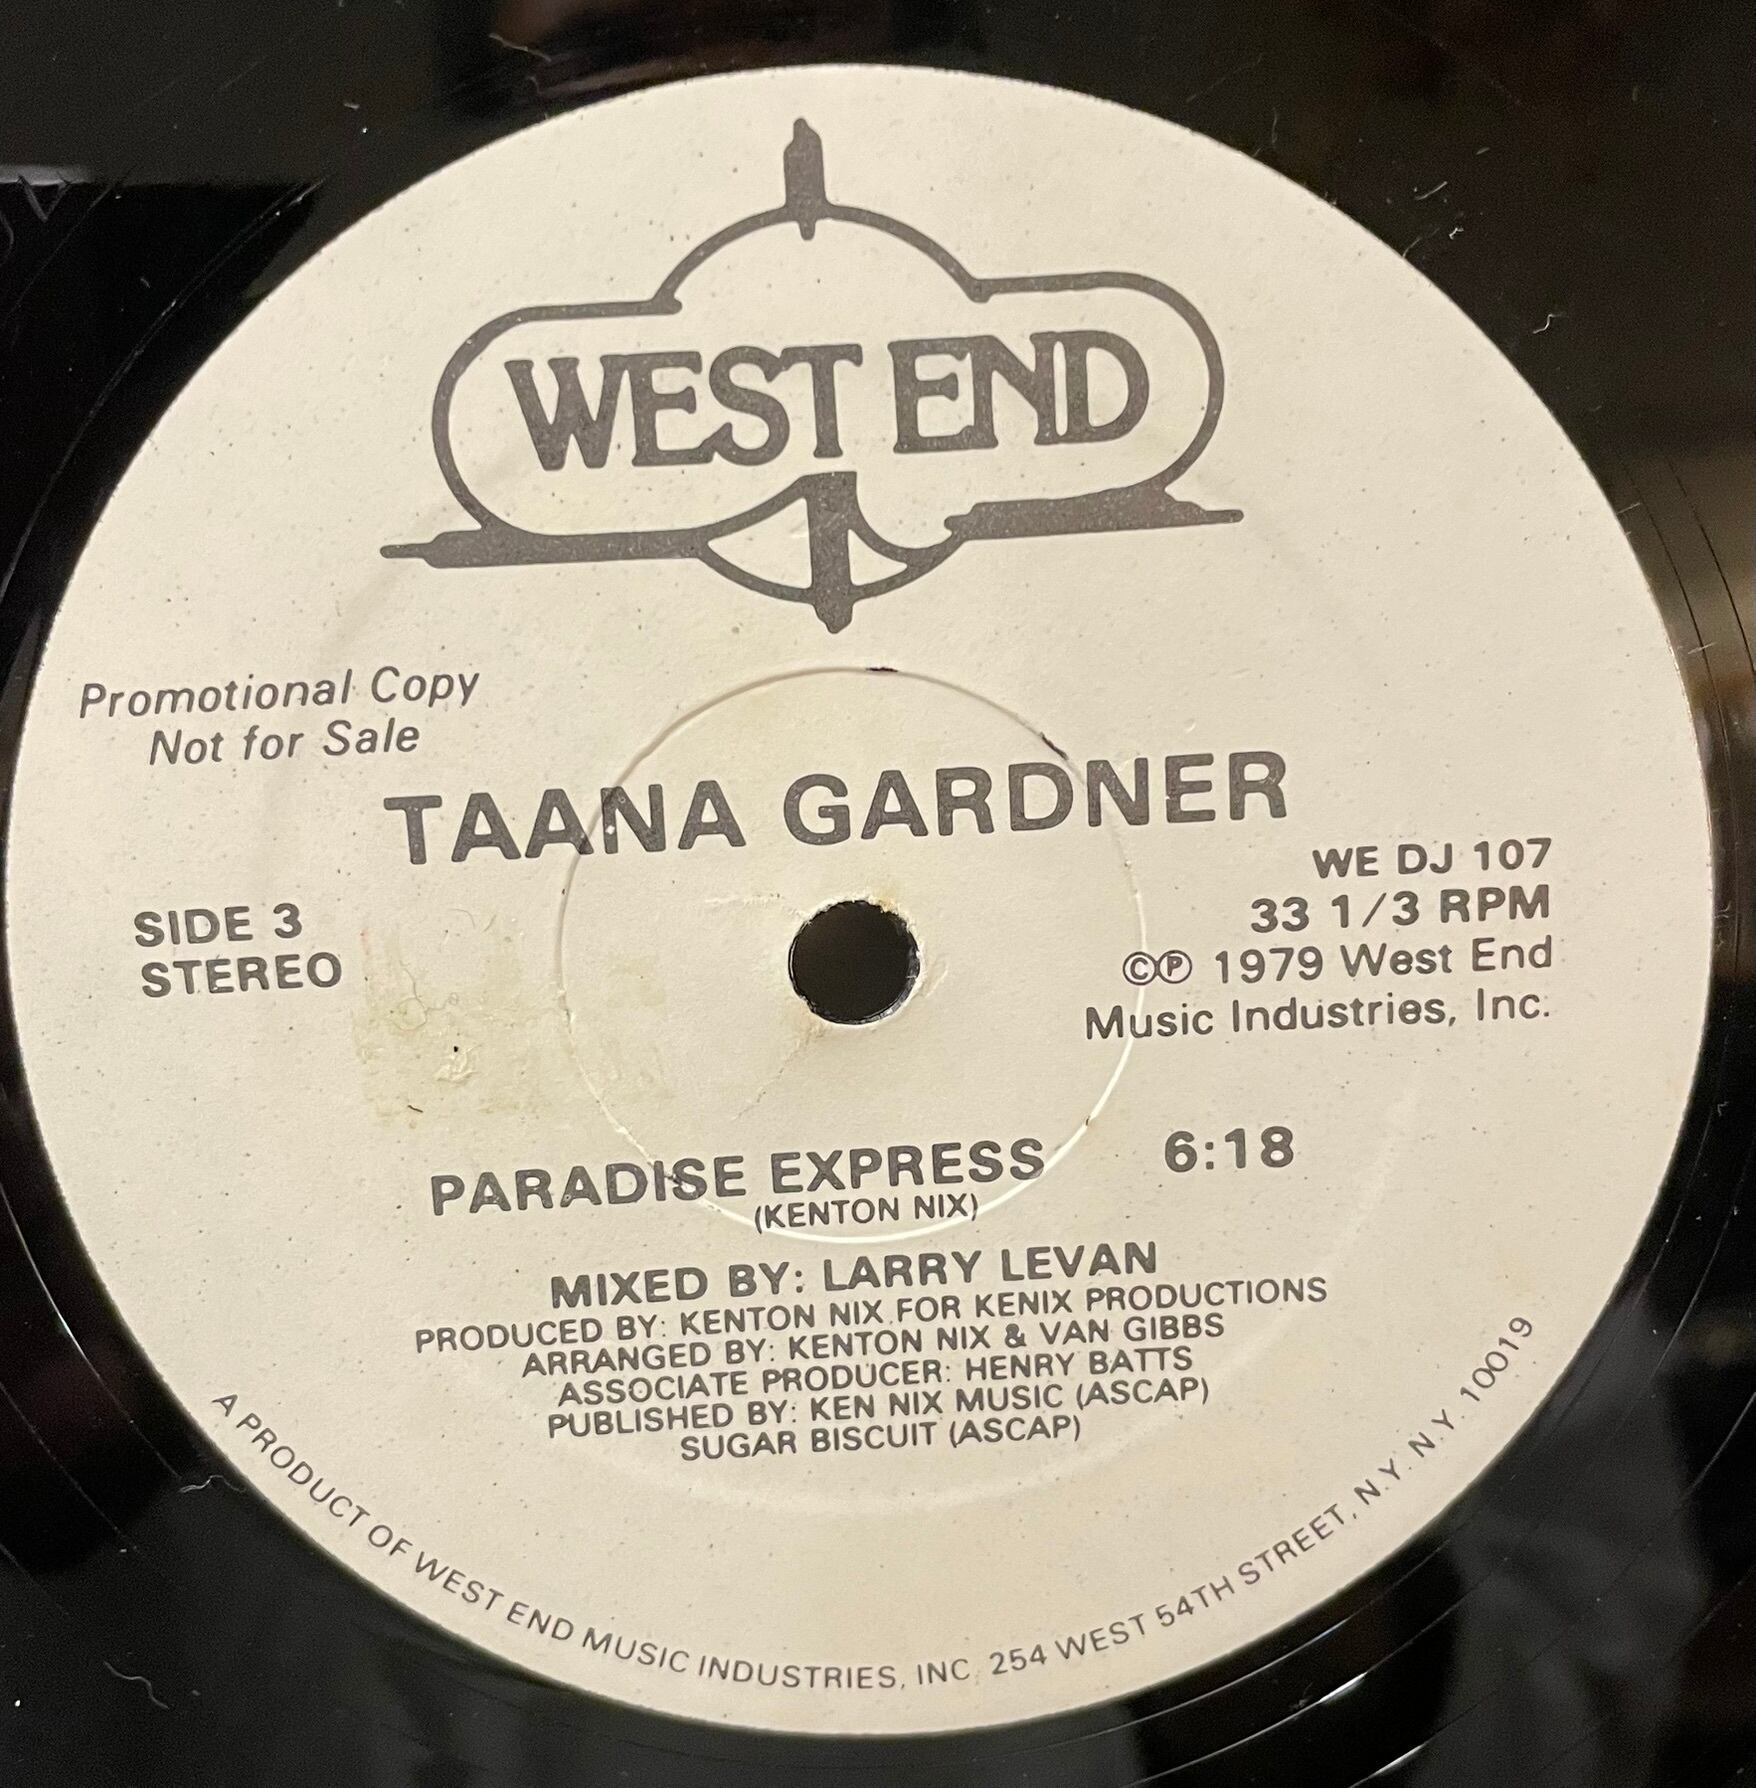 WEST END
Promotional Copy
Not for Sale
TAANA GARDNER
SIDE 3
STEREO
WE DJ 107
33 1/3 RPM
©℗ 1979 West End
Music Industries, Inc.
PARADISE EXPRESS 6:18
(KENTON NIX)
MIXED BY: LARRY LEVAN
PRODUCED BY: KENTON NIX FOR KENIX PRODUCTIONS
ARRANGED BY: KENTON NIX & VAN GIBBS
ASSOCIATE PRODUCER: HENRY BATTS
PUBLISHED BY: KEN NIX MUSIC (ASCAP)
SUGAR BISCUIT (ASCAP)
A PRODUCT OF WEST END MUSIC INDUSTRIES, INC. 254 WEST 54TH STREET, N.Y. N.Y. 10019